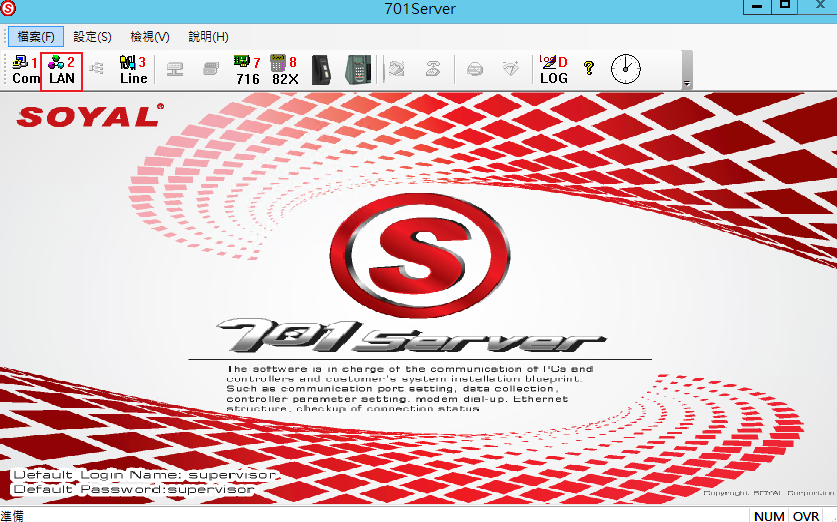 701Server
檔案(F) 設定(S) 檢視(V) 說明(H)
1 2 3 7 8 LOG D
Com LAN Line 716 82X LOG ?
SOYAL®
S
701Server
The software is in charge of the communication of PCs and
controllers and customer's system installation blueprint.
Such as communication port setting, data collection,
controller parameter setting, modem dial-up, Ethernet
structure, checkup of connection status
Default Login Name: supervisor
Default Password:supervisor
Copyright, SOYAL Corporation
準備 NUM OVR